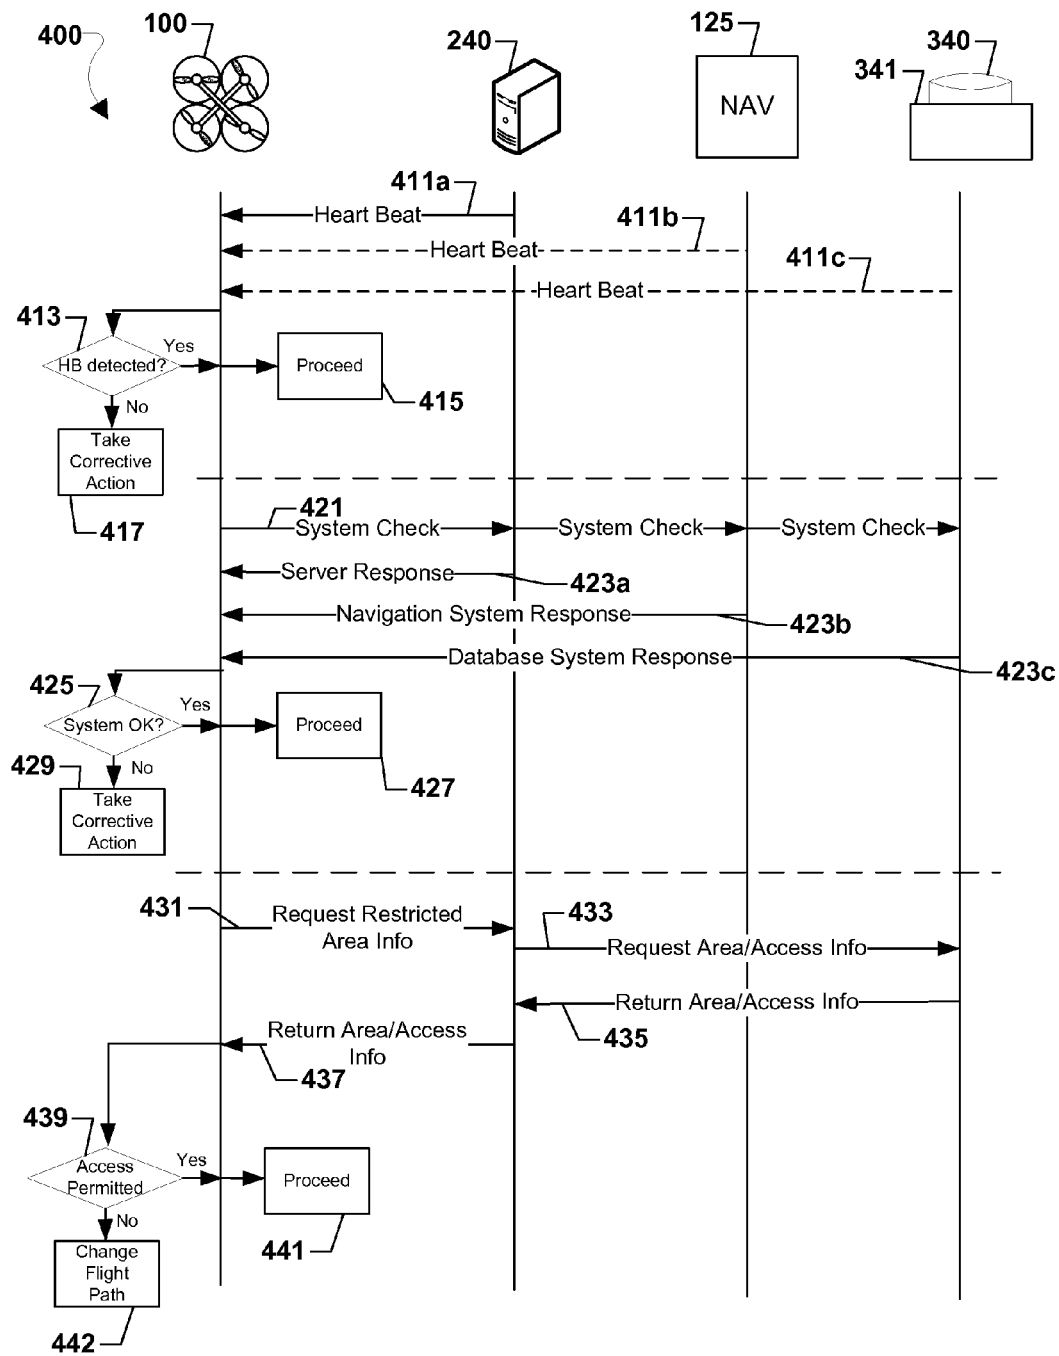 400
100
240
125
340
341
NAV
411a
Heart Beat
411b
Heart Beat
411c
Heart Beat
413
Yes
HB detected?
Proceed
415
No
Take
Corrective
Action
417
421
System Check
System Check
System Check
Server Response
423a
Navigation System Response
423b
Database System Response
423c
425
Yes
System OK?
Proceed
427
No
429
Take
Corrective
Action
431
Request Restricted
Area Info
433
Request Area/Access Info
Return Area/Access Info
435
Return Area/Access
Info
437
439
Yes
Access
Permitted
Proceed
441
No
Change
Flight
Path
442